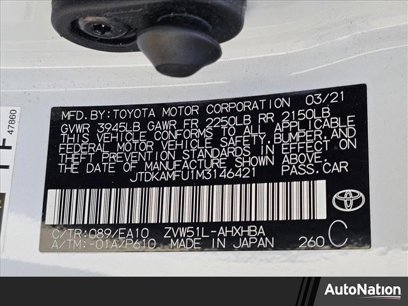 47860
MFD. BY: TOYOTA MOTOR CORPORATION 03/21
GVWR 3945LB GAWR FR 2250LB RR 2150LB
THIS VEHICLE CONFORMS TO ALL APPLICABLE
FEDERAL MOTOR VEHICLE SAFETY, BUMPER,
AND THEFT PREVENTION STANDARDS IN EFFECT
ON THE DATE OF MANUFACTURE SHOWN ABOVE.
JTDKAMFU1M3146421 PASS.CAR
TOYOTA
C/TR:089/EA10 ZVW51L-AHXHBA
A/TM:-01A/P610 MADE IN JAPAN 260 C
AutoNation